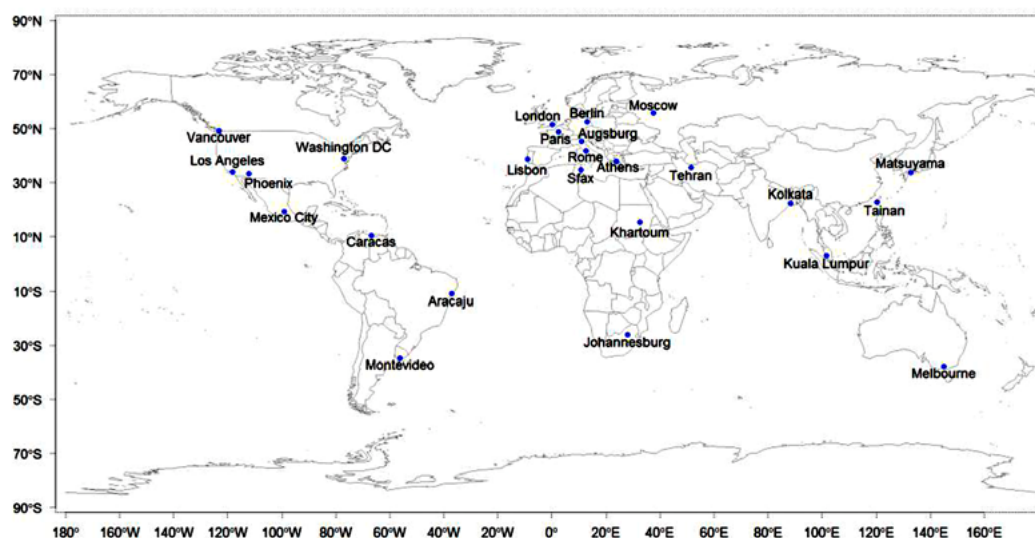 90°N
70°N
50°N
30°N
10°N
10°S
30°S
50°S
70°S
90°S
Moscow
London
Berlin
Vancouver
Paris
Augsburg
Washington DC
Los Angeles
Rome
Matsuyama
Lisbon
Athens
Phoenix
Sfax
Tehran
Kolkata
Mexico City
Tainan
Khartoum
Caracas
Kuala Lumpur
Aracaju
Johannesburg
Montevideo
Melbourne
180° 160°W 140°W 120°W 100°W 80°W 60°W 40°W 20°W 0° 20°E 40°E 60°E 80°E 100°E 120°E 140°E 160°E